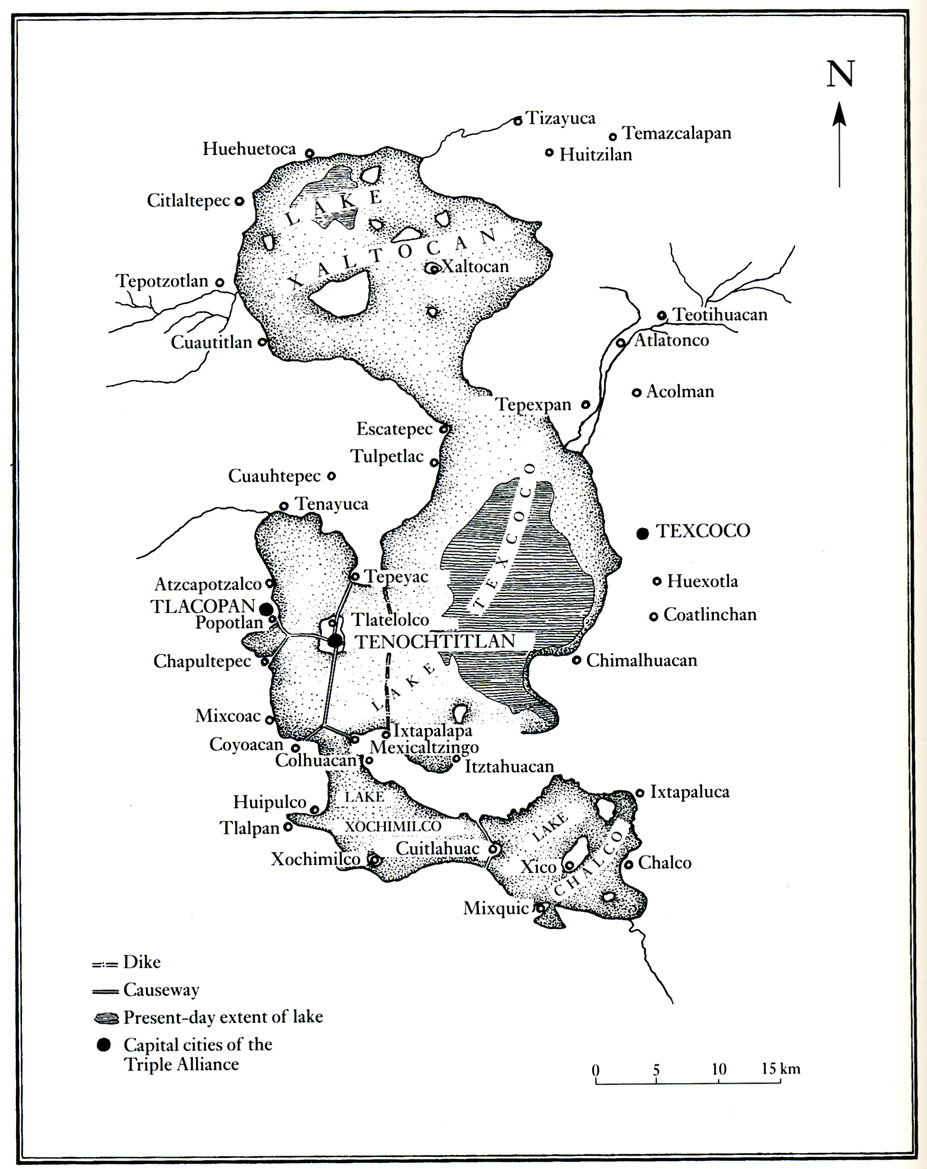 N
Tizayuca
Temazcalapan
Huehuetoca
Huitzilan
Citlaltepec
LAKE
XALTOCAN
Xaltocan
Tepotzotlan
Teotihuacan
Cuautitlan
Atlatonco
Acolman
Tepexpan
Escatepec
Tulpetlac
Cuauhtepec
Tenayuca
TEXCOCO
Atzcapotzalco
Tepeyac
Huexotla
TLACOPAN
Popotlan
Tlatelolco
Coatlinchan
TENOCHTITLAN
LAKE TEXCOCO
Chapultepec
Chimalhuacan
Mixcoac
Ixtapalapa
Coyoacan
Mexicaltzingo
Colhuacan
Itztahuacan
Ixtapaluca
Huipulco
LAKE
XOCHIMILCO
Tlalpan
LAKE
CHALCO
Cuitlahuac
Xochimilco
Xico
Chalco
Mixquic
Dike
Causeway
Present-day extent of lake
Capital cities of the
Triple Alliance
0 5 10 15 km